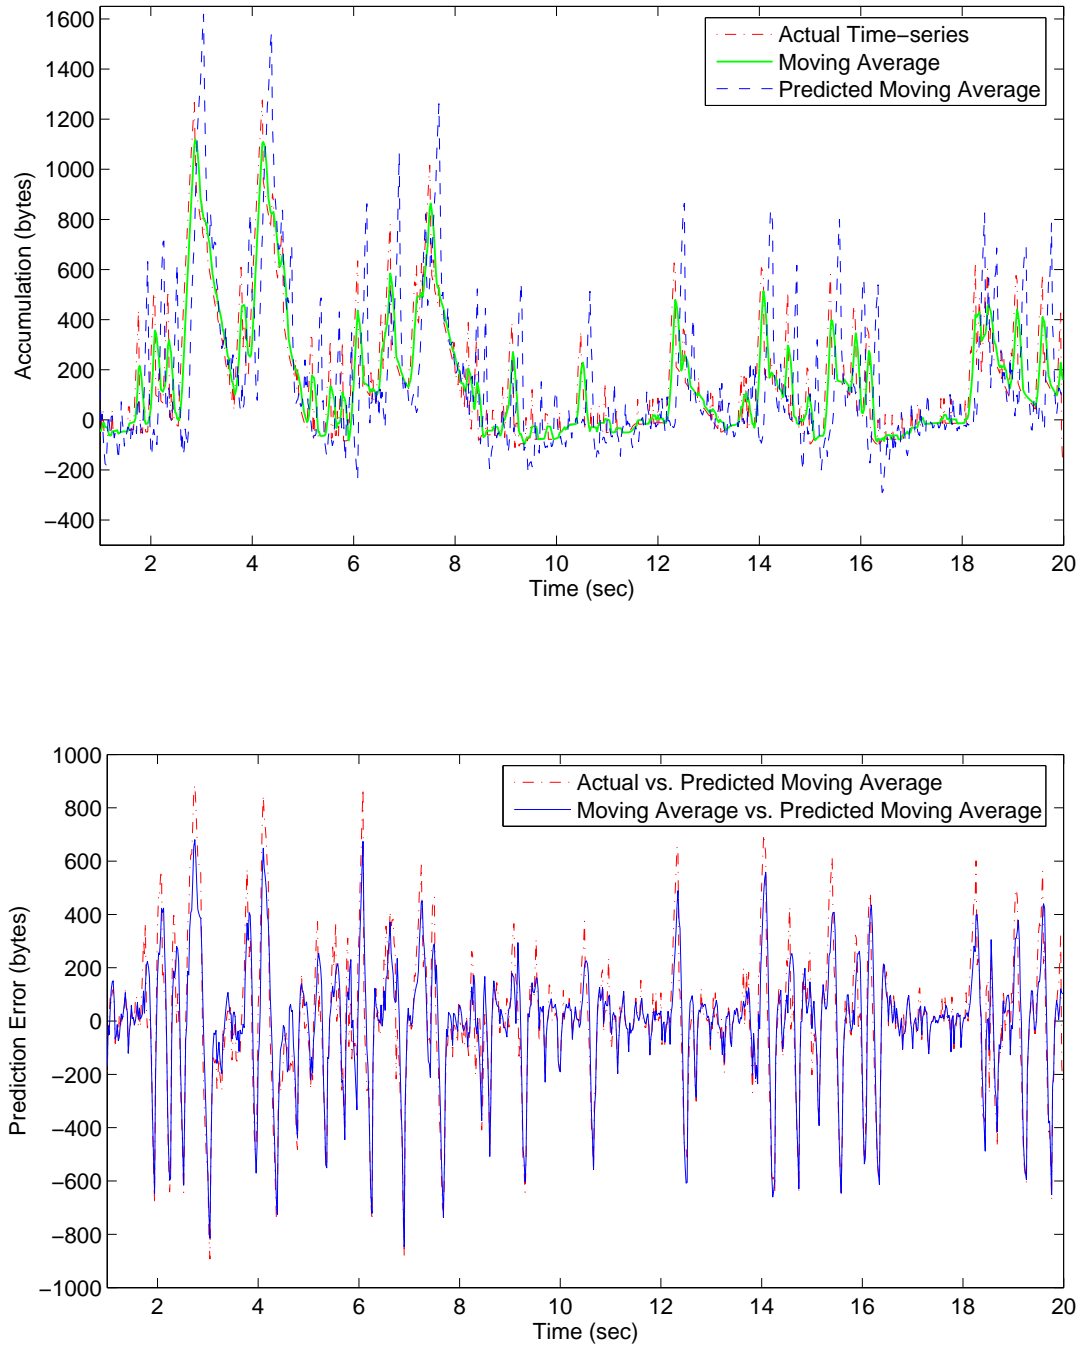 1600
1400
1200
1000
800
600
400
200
0
−200
−400
Accumulation (bytes)
Actual Time−series
Moving Average
Predicted Moving Average
2 4 6 8 10 12 14 16 18 20
Time (sec)
1000
800
600
400
200
0
−200
−400
−600
−800
−1000
Prediction Error (bytes)
Actual vs. Predicted Moving Average
Moving Average vs. Predicted Moving Average
2 4 6 8 10 12 14 16 18 20
Time (sec)